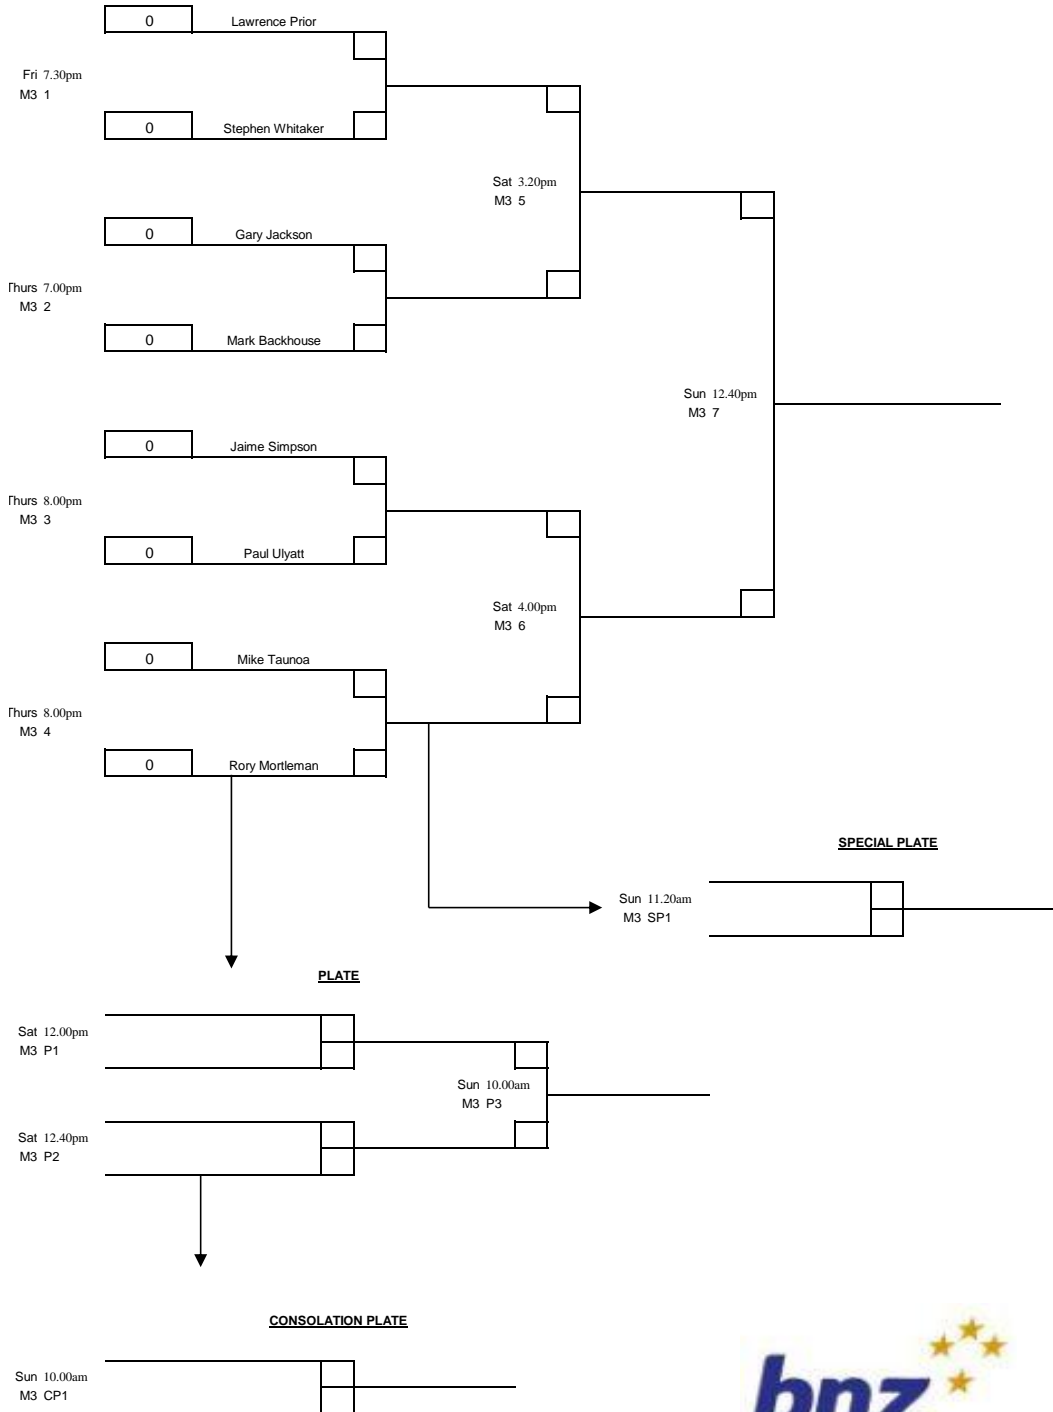 0 Lawrence Prior
Fri 7.30pm
M3 1
0 Stephen Whitaker
Sat 3.20pm
M3 5
0 Gary Jackson
Thurs 7.00pm
M3 2
0 Mark Backhouse
Sun 12.40pm
M3 7
0 Jaime Simpson
Thurs 8.00pm
M3 3
0 Paul Ulyatt
Sat 4.00pm
M3 6
0 Mike Taunoa
Thurs 8.00pm
M3 4
0 Rory Mortleman
SPECIAL PLATE
Sun 11.20am
M3 SP1
PLATE
Sat 12.00pm
M3 P1
Sun 10.00am
M3 P3
Sat 12.40pm
M3 P2
CONSOLATION PLATE
Sun 10.00am
M3 CP1
bnz